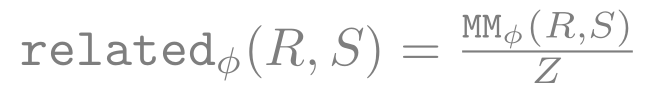 related_ϕ(R, S) = MM_ϕ(R,S) / Z